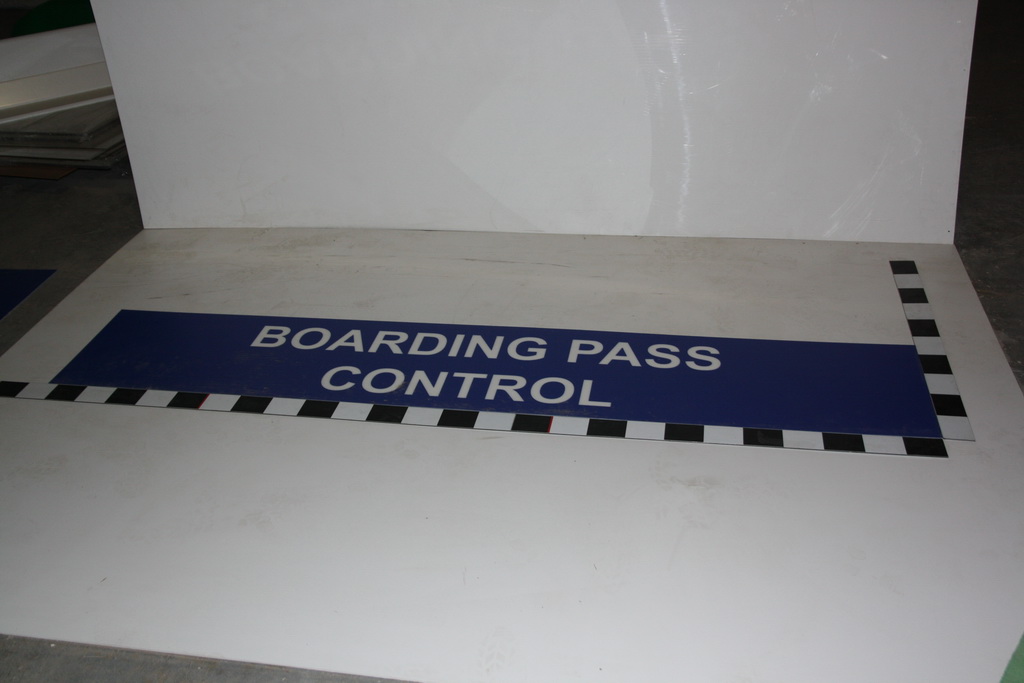 BOARDING PASS
CONTROL